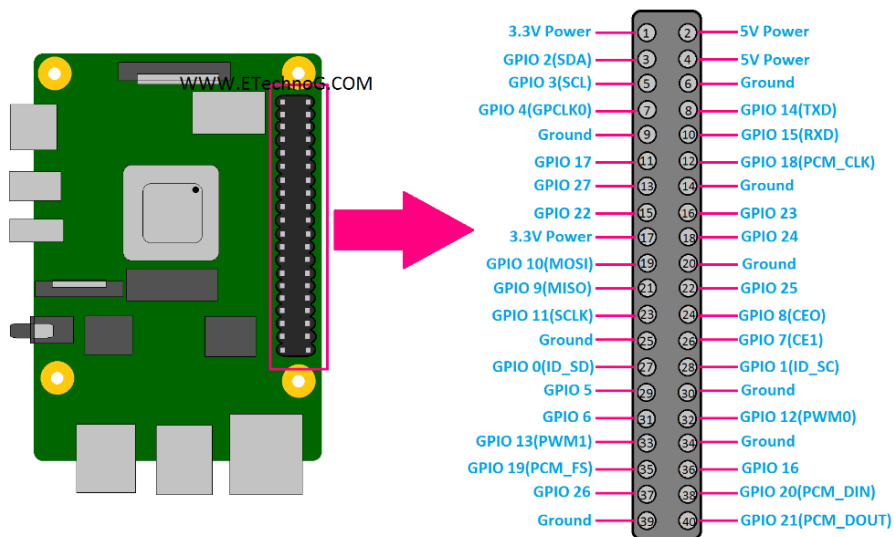 WWW.ETechnoG.COM
3.3V Power 1 2 5V Power
GPIO 2(SDA) 3 4 5V Power
GPIO 3(SCL) 5 6 Ground
GPIO 4(GPCLK0) 7 8 GPIO 14(TXD)
Ground 9 10 GPIO 15(RXD)
GPIO 17 11 12 GPIO 18(PCM_CLK)
GPIO 27 13 14 Ground
GPIO 22 15 16 GPIO 23
3.3V Power 17 18 GPIO 24
GPIO 10(MOSI) 19 20 Ground
GPIO 9(MISO) 21 22 GPIO 25
GPIO 11(SCLK) 23 24 GPIO 8(CEO)
Ground 25 26 GPIO 7(CE1)
GPIO 0(ID_SD) 27 28 GPIO 1(ID_SC)
GPIO 5 29 30 Ground
GPIO 6 31 32 GPIO 12(PWM0)
GPIO 13(PWM1) 33 34 Ground
GPIO 19(PCM_FS) 35 36 GPIO 16
GPIO 26 37 38 GPIO 20(PCM_DIN)
Ground 39 40 GPIO 21(PCM_DOUT)